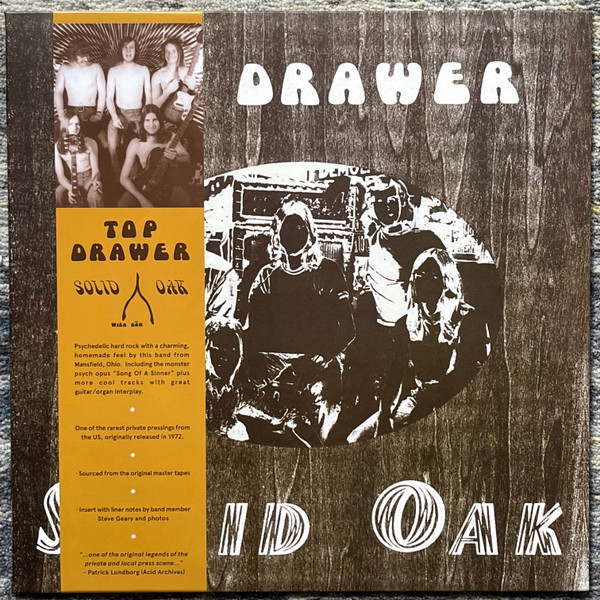 DRAWER
TOP
DRAWER
SOLID OAK
Psychedelic hard rock with a charming,
homemade feel by this band from
Mansfield, Ohio. Including the monster
psych opus "Song Of A Sinner" plus
more cool tracks with great
guitar/organ interplay.
One of the rarest private pressings from
the US, originally released in 1972.
· Sourced from the original master tapes
· Insert with liner notes by band member
Steve Geary and photos
"...one of the original legends of the
private and local press scene..."
- Patrick Lundborg (Acid Archives)
S ID OAK